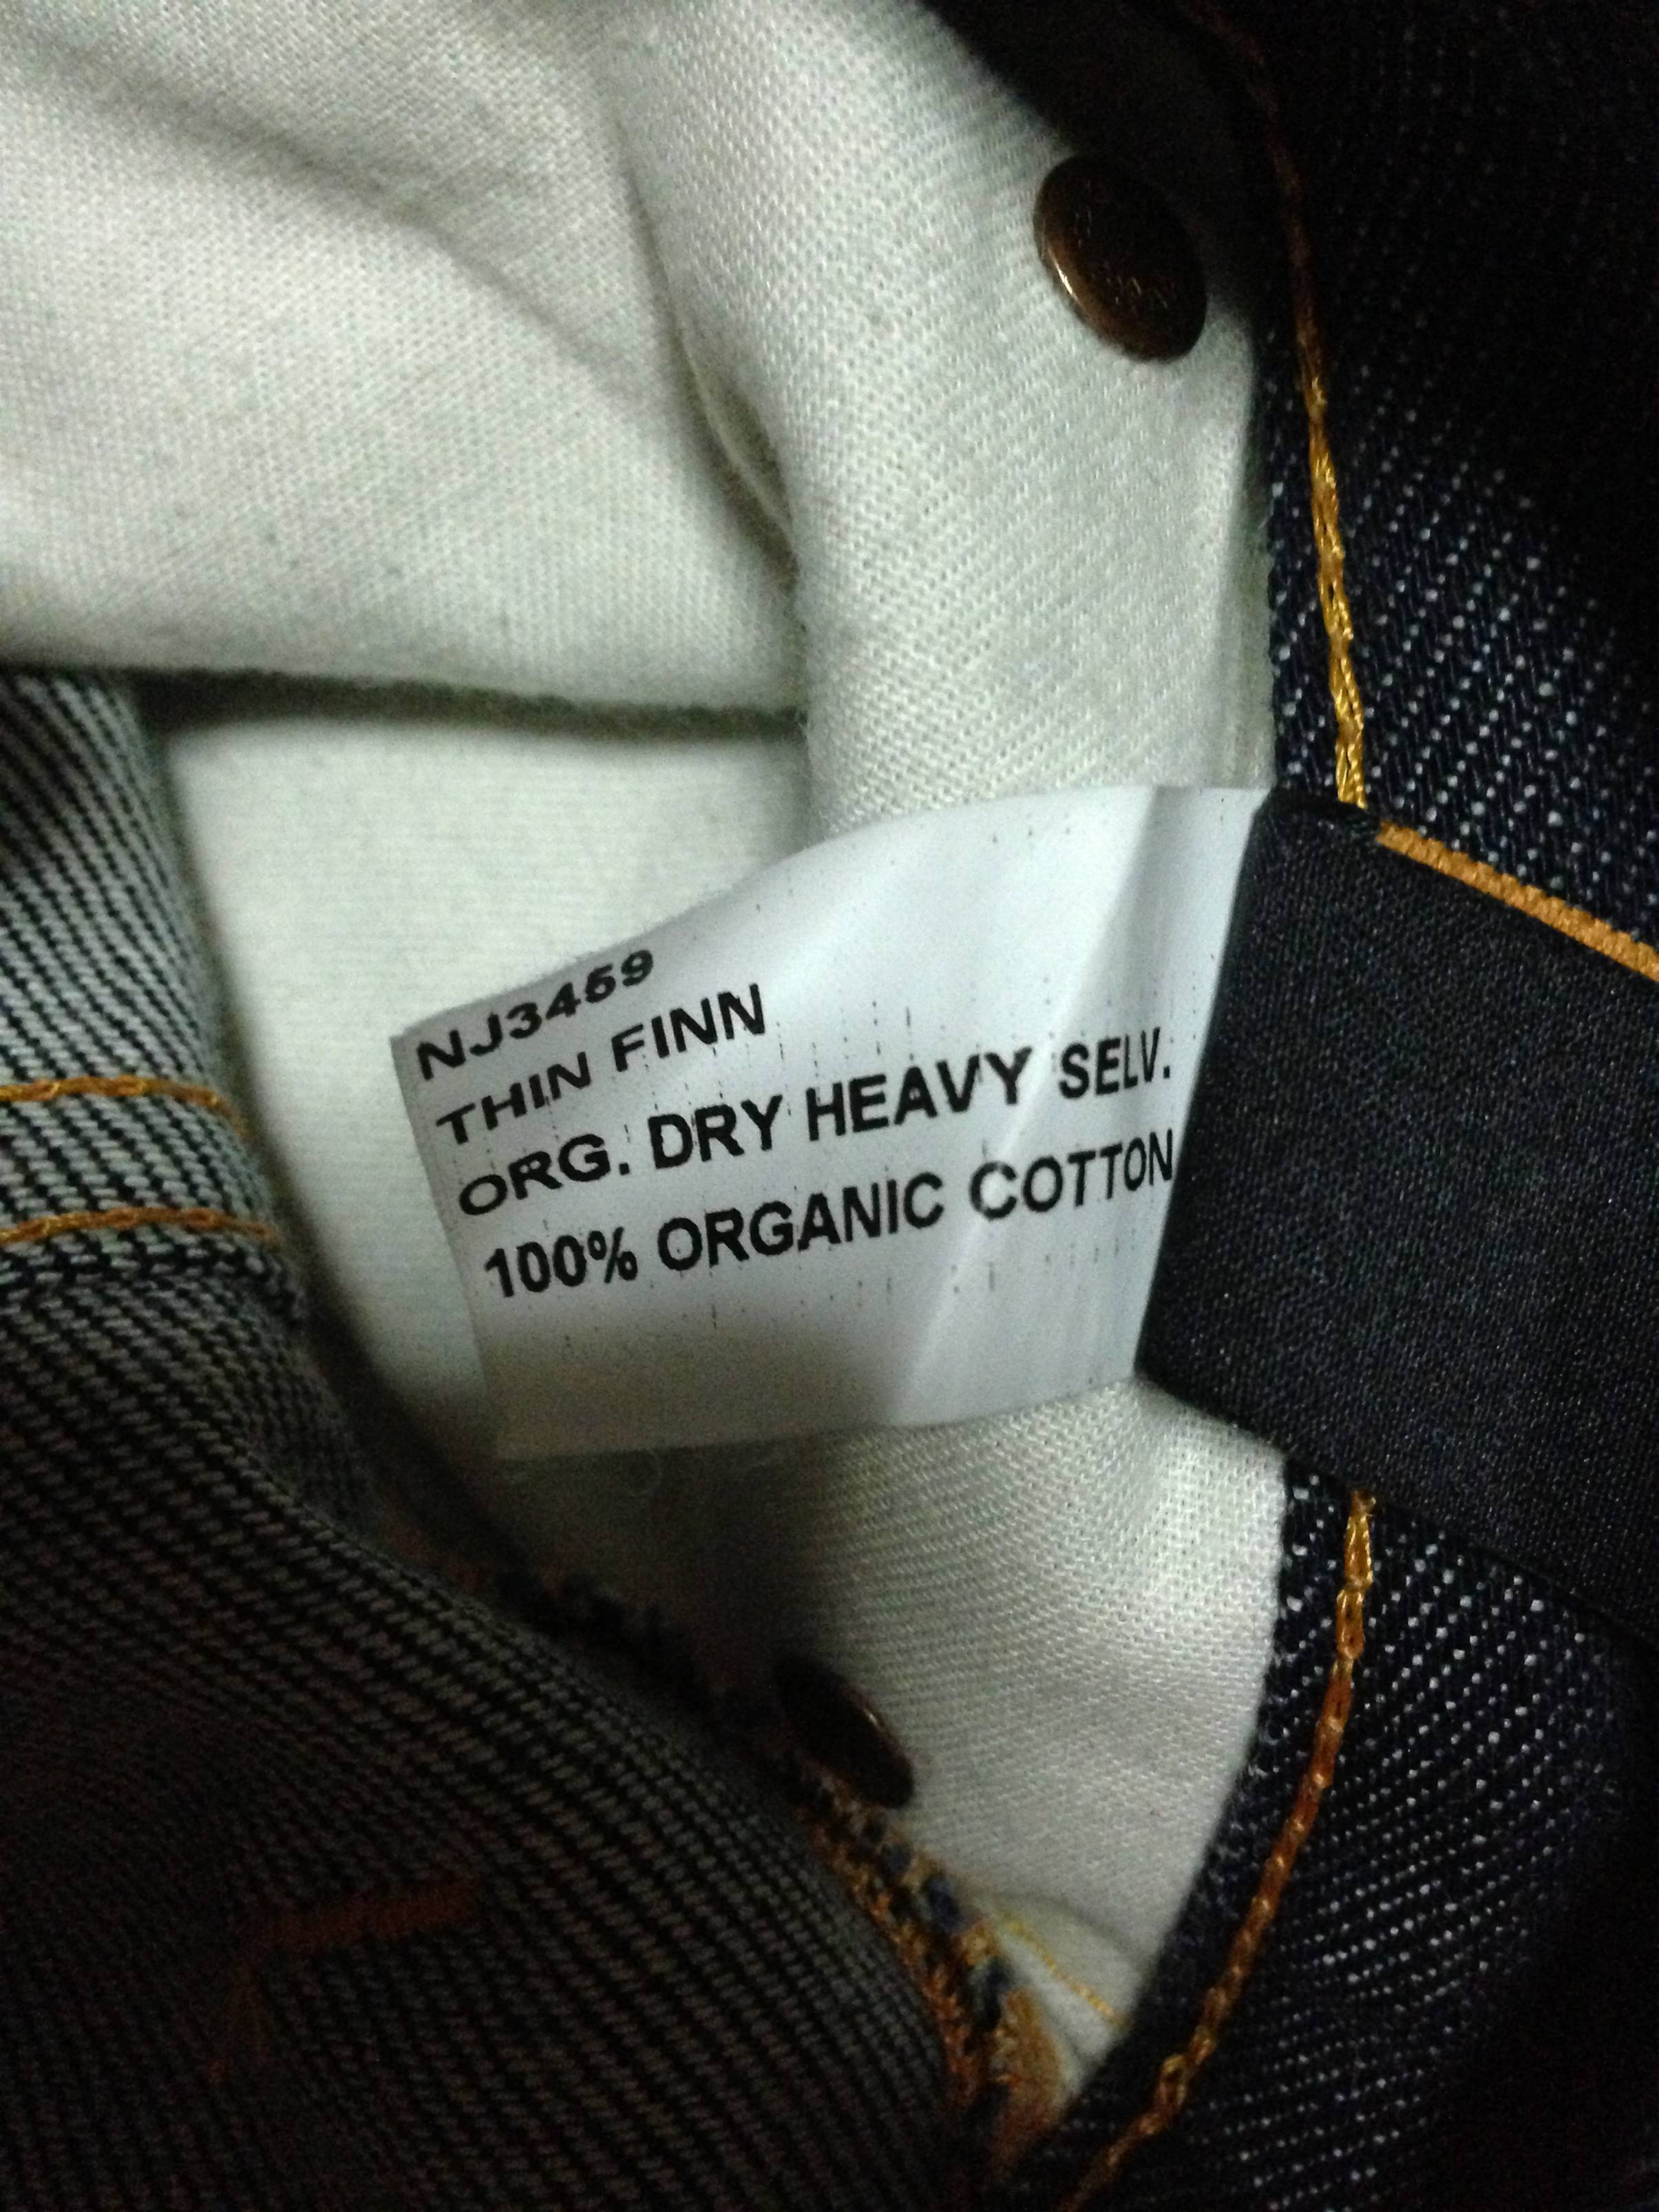 NJ3459
THIN FINN
ORG. DRY HEAVY SELV.
100% ORGANIC COTTON